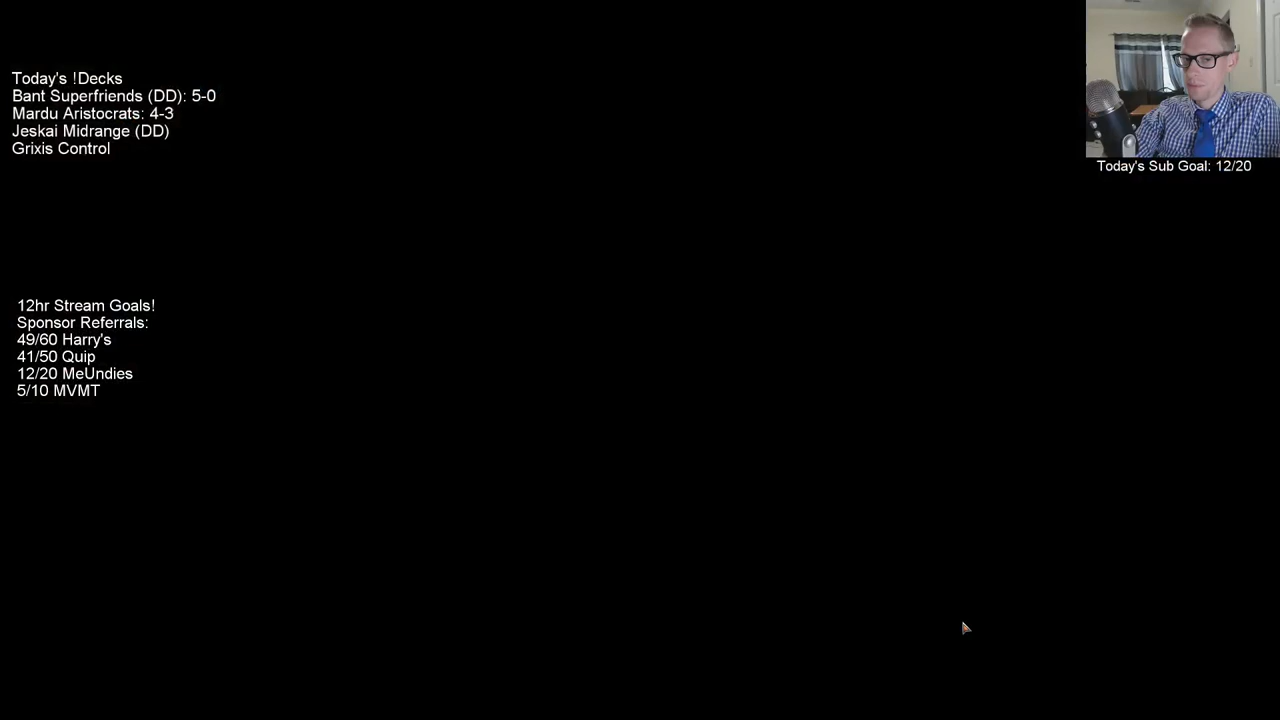 Today's !Decks
Bant Superfriends (DD): 5-0
Mardu Aristocrats: 4-3
Jeskai Midrange (DD)
Grixis Control
Today's Sub Goal: 12/20
12hr Stream Goals!
Sponsor Referrals:
49/60 Harry's
41/50 Quip
12/20 MeUndies
5/10 MVMT